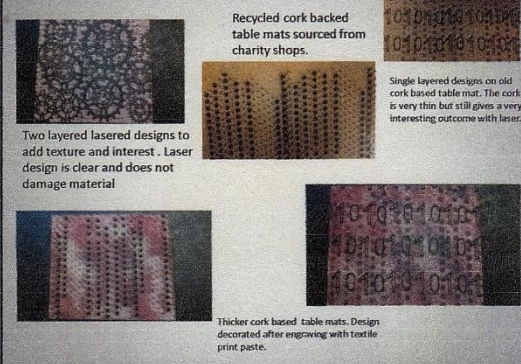 Recycled cork backed
table mats sourced from
charity shops.
Single layered designs on old
cork based table mat. The cork
is very thin but still gives a very
interesting outcome with laser.
Two layered lasered designs to
add texture and interest . Laser
design is clear and does not
damage material
Thicker cork based table mats. Design
decorated after engraving with textile
print paste.